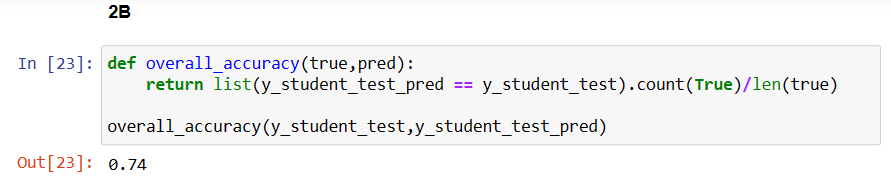 2B
In [23]: def overall_accuracy(true,pred):
    return list(y_student_test_pred == y_student_test).count(True)/len(true)
overall_accuracy(y_student_test,y_student_test_pred)
Out[23]: 0.74